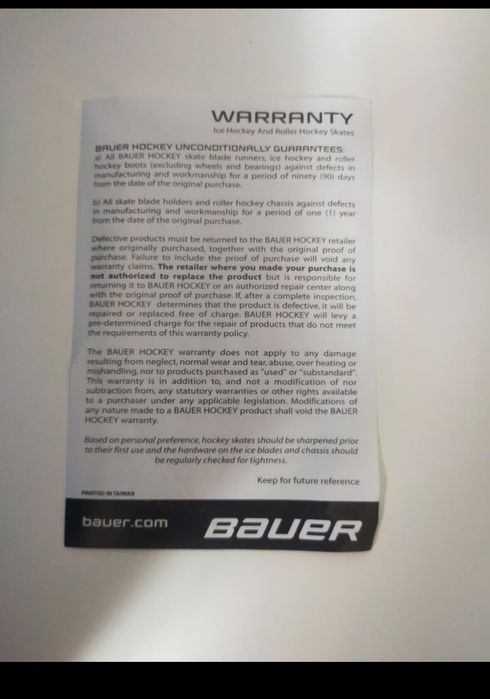 WARRANTY
Ice Hockey And Roller Hockey Skates
BAUER HOCKEY UNCONDITIONALLY GUARANTEES:
a) All BAUER HOCKEY skate blade runners, ice hockey and roller
hockey boots (excluding wheels and bearings) against defects in
manufacturing and workmanship for a period of ninety (90) days
from the date of the original purchase.
b) All skate blade holders and roller hockey chassis against defects
in manufacturing and workmanship for a period of one (1) year
from the date of the original purchase.
Defective products must be returned to the BAUER HOCKEY retailer
where originally purchased, together with the original proof of
purchase. Failure to include the proof of purchase will void any
warranty claims. The retailer where you made your purchase is
not authorized to replace the product but is responsible for
returning it to BAUER HOCKEY or an authorized repair center along
with the original proof of purchase. If, after a complete inspection,
BAUER HOCKEY determines that the product is defective, it will be
repaired or replaced free of charge. BAUER HOCKEY will levy a
pre-determined charge for the repair of products that do not meet
the requirements of this warranty policy.
The BAUER HOCKEY warranty does not apply to any damage
resulting from neglect, normal wear and tear, abuse, over heating or
mishandling, nor to products purchased as "used" or "substandard".
This warranty is in addition to, and not a modification of nor
subtraction from, any statutory warranties or other rights available
to a purchaser under any applicable legislation. Modifications of
any nature made to a BAUER HOCKEY product shall void the BAUER
HOCKEY warranty.
Based on personal preference, hockey skates should be sharpened prior
to their first use and the hardware on the ice blades and chassis should
be regularly checked for tightness.
Keep for future reference
PRINTED IN TAIWAN
bauer.com
BAUER